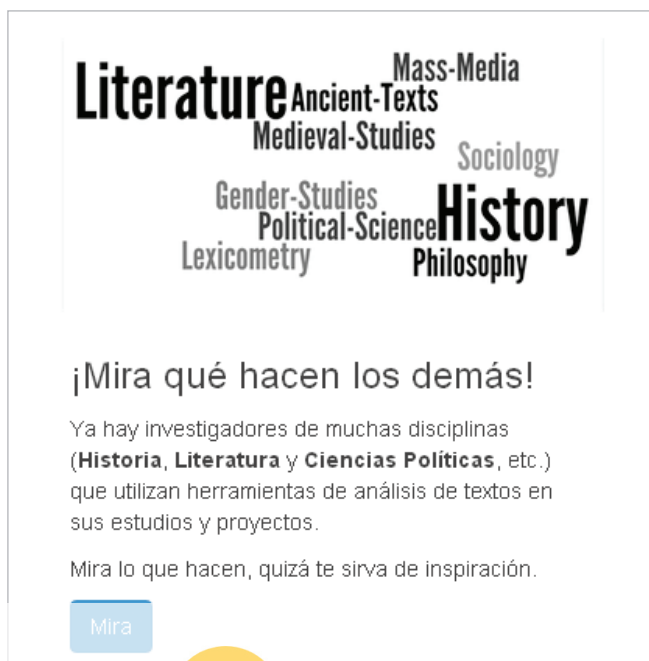 Mass-Media
Literature Ancient-Texts
Medieval-Studies
Sociology
Gender-Studies
Political-Science History
Lexicometry
Philosophy
¡Mira qué hacen los demás!
Ya hay investigadores de muchas disciplinas
(Historia, Literatura y Ciencias Políticas, etc.)
que utilizan herramientas de análisis de textos en
sus estudios y proyectos.
Mira lo que hacen, quizá te sirva de inspiración.
Mira